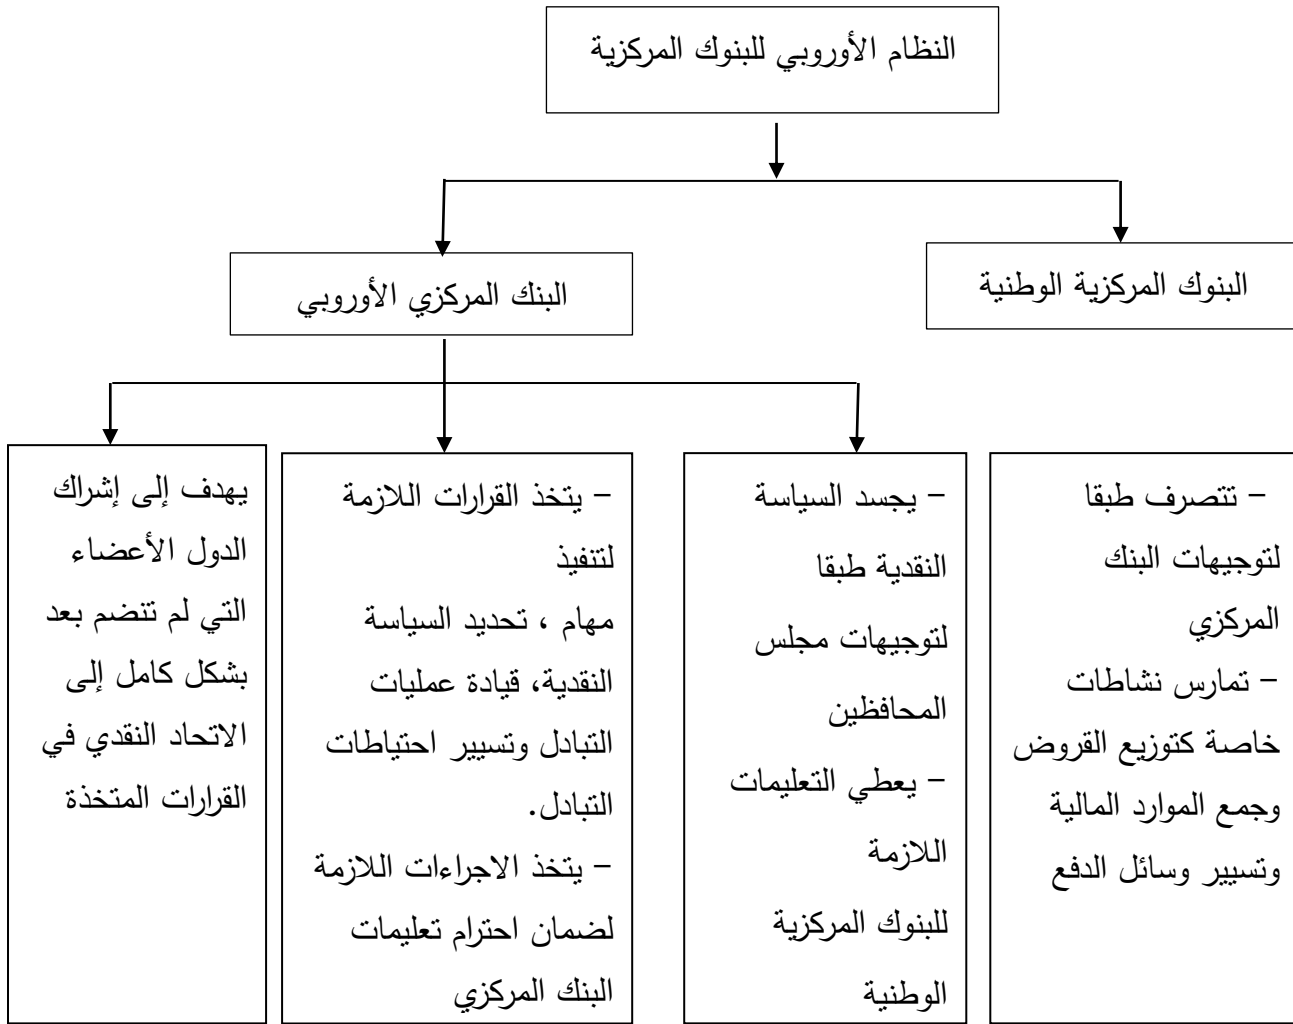 النظام الأوروبي للبنوك المركزية
البنوك المركزية الوطنية
البنك المركزي الأوروبي
– تتصرف طبقا
لتوجيهات البنك
المركزي
– تمارس نشاطات
خاصة كتوزيع القروض
وجمع الموارد المالية
وتسيير وسائل الدفع
– يجسد السياسة
النقدية طبقا
لتوجيهات مجلس
المحافظين
– يعطي التعليمات
اللازمة
للبنوك المركزية
الوطنية
– يتخذ القرارات اللازمة
لتنفيذ
مهام ، تحديد السياسة
النقدية، قيادة عمليات
التبادل وتسيير احتياطات
التبادل.
– يتخذ الاجراءات اللازمة
لضمان احترام تعليمات
البنك المركزي
يهدف إلى إشراك
الدول الأعضاء
التي لم تنضم بعد
بشكل كامل إلى
الاتحاد النقدي في
القرارات المتخذة